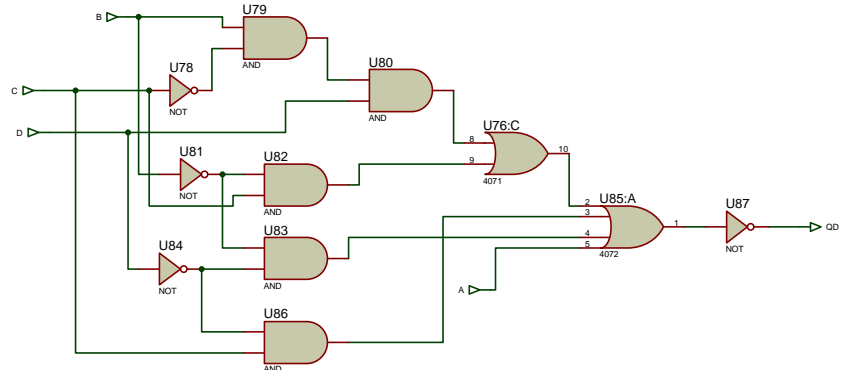 U79
B
AND
U78
U80
C
NOT
AND
D
U76:C
8
10
9
4071
U81
U82
NOT
AND
U85:A
2
3
1
4
5
4072
U87
QD
NOT
U83
U84
NOT
AND
A
U86
AND